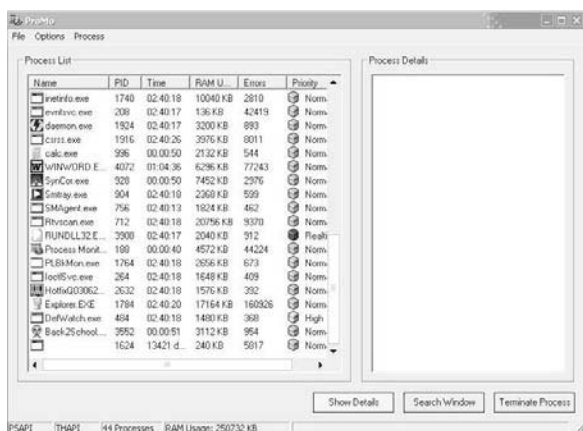 ProMo
File Options Process
Process List
Process Details
Name PID Time RAM U... Errors Priority
inetinfo.exe 1740 02:40:18 10040 KB 2810 Norm
evntsvc.exe 208 02:40:17 136 KB 42419 Norm
daemon.exe 1924 02:40:17 3200 KB 893 Norm
csrss.exe 1916 02:40:26 3976 KB 8011 Norm
calc.exe 996 00:00:50 2132 KB 544 Norm
WINWORD.E... 4072 01:04:36 6296 KB 77243 Norm
SynCor.exe 928 00:00:50 7452 KB 2976 Norm
Smtray.exe 904 02:40:18 2368 KB 599 Norm
SMAgent.exe 756 02:40:13 1824 KB 462 Norm
Rtvscan.exe 712 02:40:18 20756 KB 9370 Norm
RUNDLL32.E... 3908 02:40:17 2040 KB 912 Realt
Process Monit... 188 00:00:40 4572 KB 44224 Norm
1764 02:40:18 2656 KB 673 Norm
264 02:40:18 1648 KB 409 Norm
HotfixQ03062... 2632 02:40:18 1576 KB 392 Norm
Explorer.EXE 1784 02:40:20 17164 KB 160926 Norm
DefWatch.exe 484 02:40:18 1480 KB 368 High
Back2School... 3552 00:00:51 3112 KB 954 Norm
1624 13421 d... 240 KB 5817 Norm
Show Details
Search Window
Terminate Process
PSAPI THAPI 44 Processes RAM Usage: 250732 KB